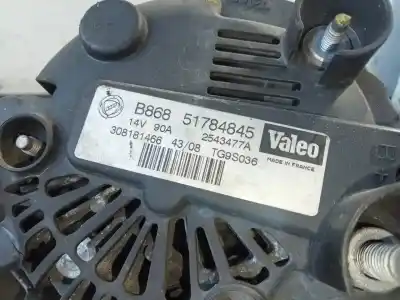 B868 51784845
14V 90A 2543477A
308181466 43/08 TG9S036
Valeo
MADE IN FRANCE